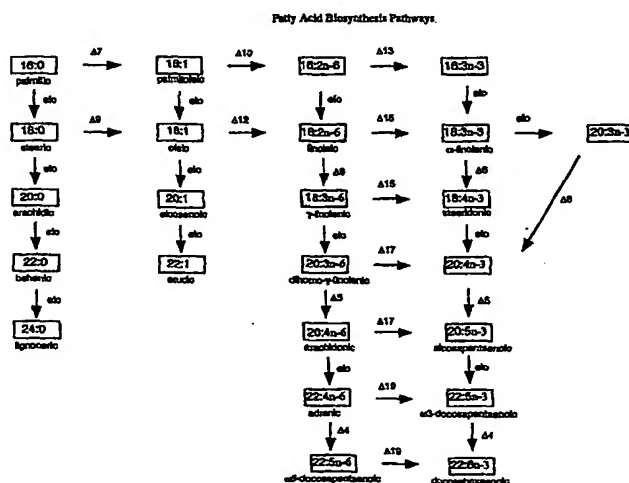 Fatty Acid Biosynthesis Pathways
Δ7 Δ10 Δ13
16:0 16:1 16:2n-6 16:3n-3
palmitic palmitoleic
elo elo elo
Δ9 Δ12 Δ15 elo
18:0 18:1 18:2n-6 18:3n-3 20:3n-3
stearic oleic linoleic α-linolenic
elo elo Δ6 Δ6
Δ15 Δ8
20:0 20:1 18:3n-6 18:4n-3
arachidic eicosenoic γ-linolenic stearidonic
elo elo elo elo
Δ17
22:0 22:1 20:3n-6 20:4n-3
behenic erucic dihomo-γ-linolenic
elo Δ5 Δ5
Δ17
24:0 20:4n-6 20:5n-3
lignoceric arachidonic eicosapentaenoic
elo elo
Δ19
22:4n-6 22:5n-3
adrenic ω3-docosapentaenoic
Δ4 Δ4
Δ19
22:5n-6 22:6n-3
ω6-docosapentaenoic docosahexaenoic